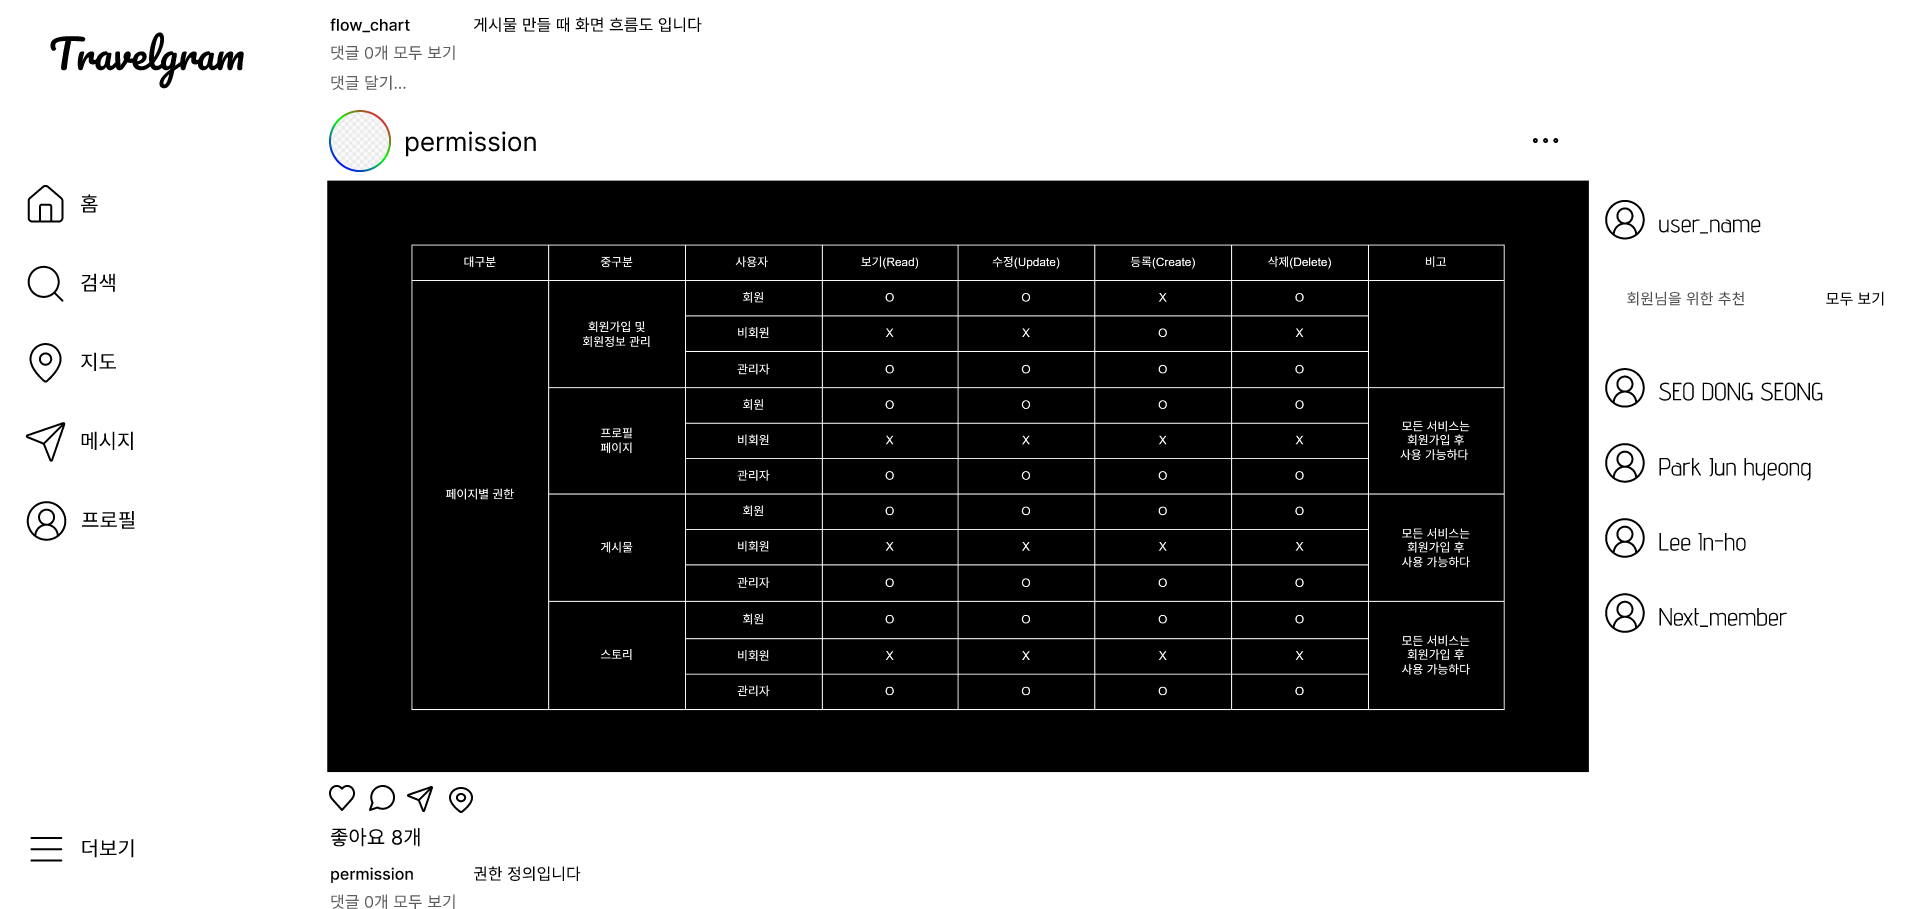 Travelgram
홈
검색
지도
메시지
프로필
더보기
flow_chart 게시물 만들 때 화면 흐름도 입니다
댓글 0개 모두 보기
댓글 달기...
permission
대구분 중구분 사용자 보기(Read) 수정(Update) 등록(Create) 삭제(Delete) 비고
페이지별 권한
회원가입 및
회원정보 관리
회원 O O X O
비회원 X X O X
관리자 O O O O
프로필
페이지
회원 O O O O
비회원 X X X X
관리자 O O O O
모든 서비스는
회원가입 후
사용 가능하다
게시물
회원 O O O O
비회원 X X X X
관리자 O O O O
모든 서비스는
회원가입 후
사용 가능하다
스토리
회원 O O O O
비회원 X X X X
관리자 O O O O
모든 서비스는
회원가입 후
사용 가능하다
좋아요 8개
permission 권한 정의입니다
댓글 0개 모두 보기
user_name
회원님을 위한 추천 모두 보기
SEO DONG SEONG
Park Jun hyeong
Lee In-ho
Next_member